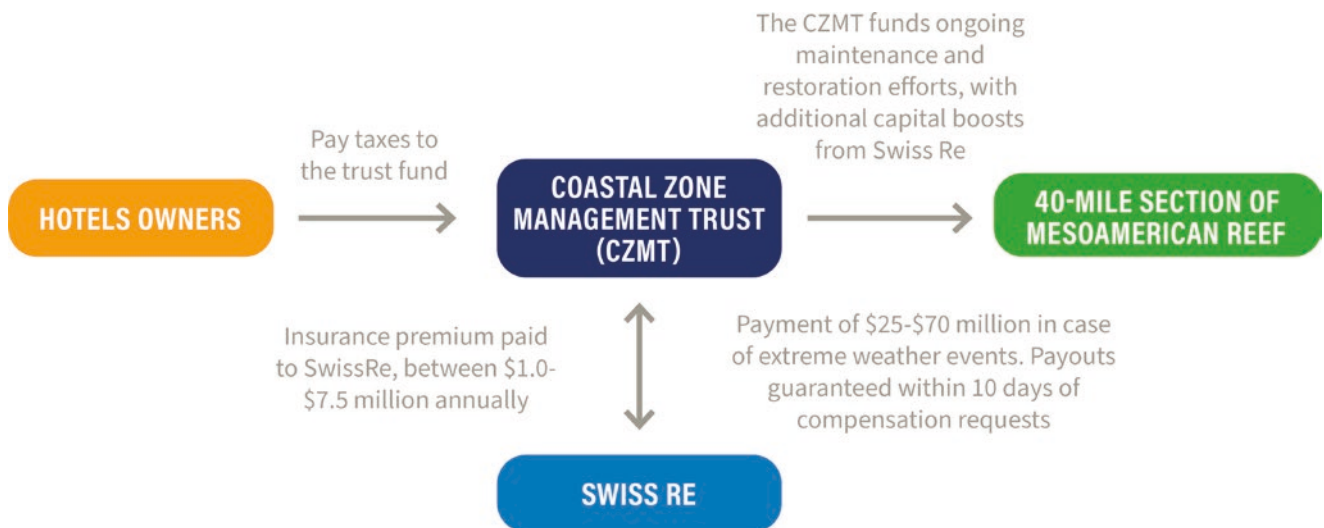 The CZMT funds ongoing
maintenance and
restoration efforts, with
additional capital boosts
from Swiss Re
Pay taxes to
the trust fund
HOTELS OWNERS
COASTAL ZONE
MANAGEMENT TRUST
(CZMT)
40-MILE SECTION OF
MESOAMERICAN REEF
Insurance premium paid
to SwissRe, between $1.0-
$7.5 million annually
Payment of $25-$70 million in case
of extreme weather events. Payouts
guaranteed within 10 days of
compensation requests
SWISS RE